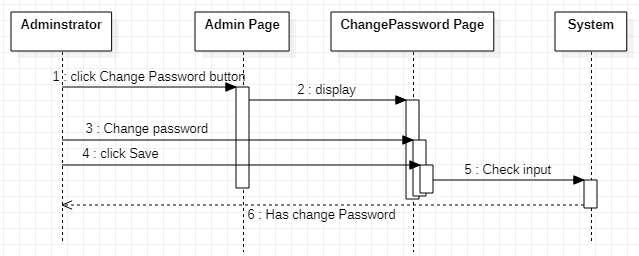 Adminstrator
Admin Page
ChangePassword Page
System
1 : click Change Password button
2 : display
3 : Change password
4 : click Save
5 : Check input
6 : Has change Password